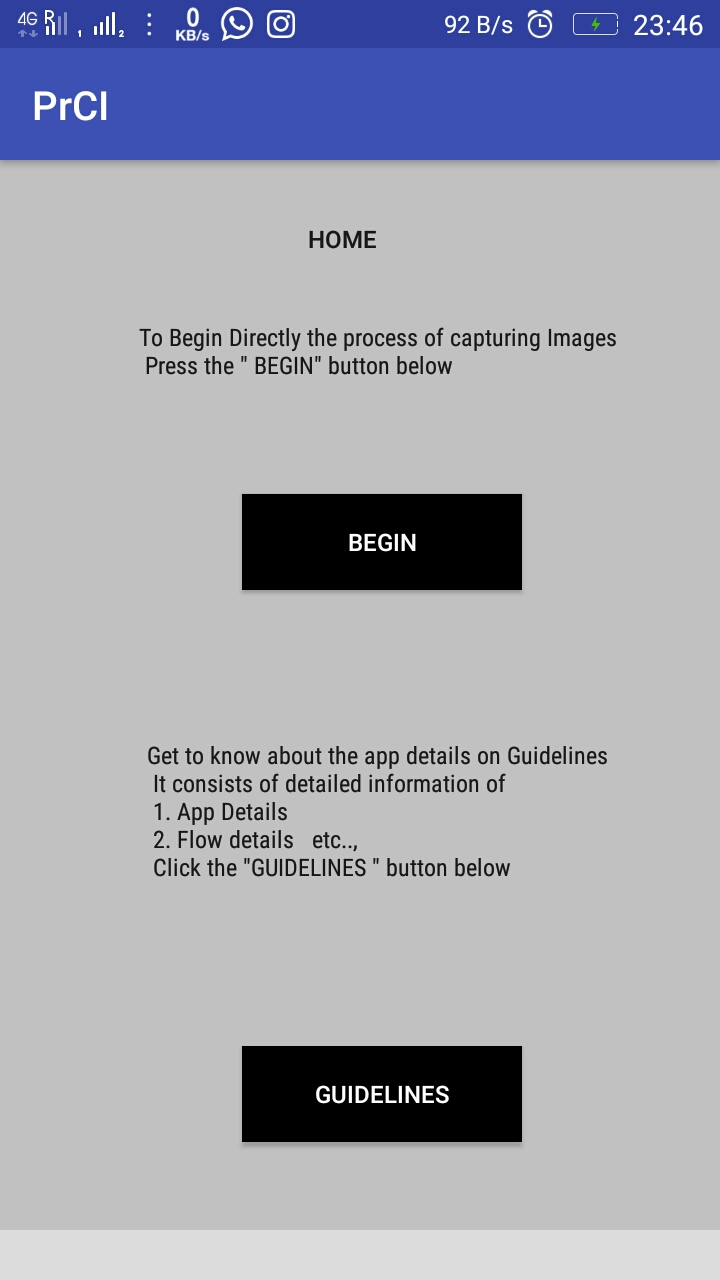 4G R 1 2 0 KB/s 92 B/s 23:46
PrCI
HOME
To Begin Directly the process of capturing Images
Press the " BEGIN" button below
BEGIN
Get to know about the app details on Guidelines
It consists of detailed information of
1. App Details
2. Flow details   etc..,
Click the "GUIDELINES " button below
GUIDELINES